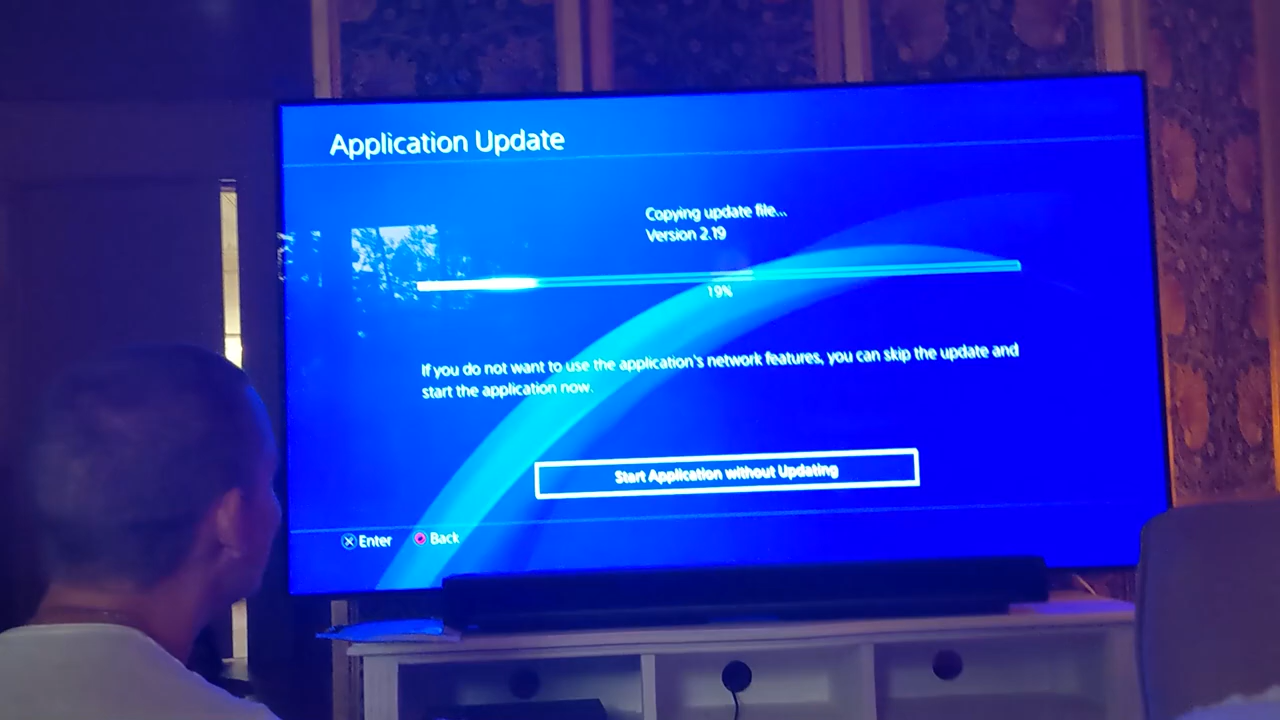 Application Update
Copying update file...
Version 2.19
19%
If you do not want to use the application's network features, you can skip the update and
start the application now.
Start Application without Updating
Enter Back